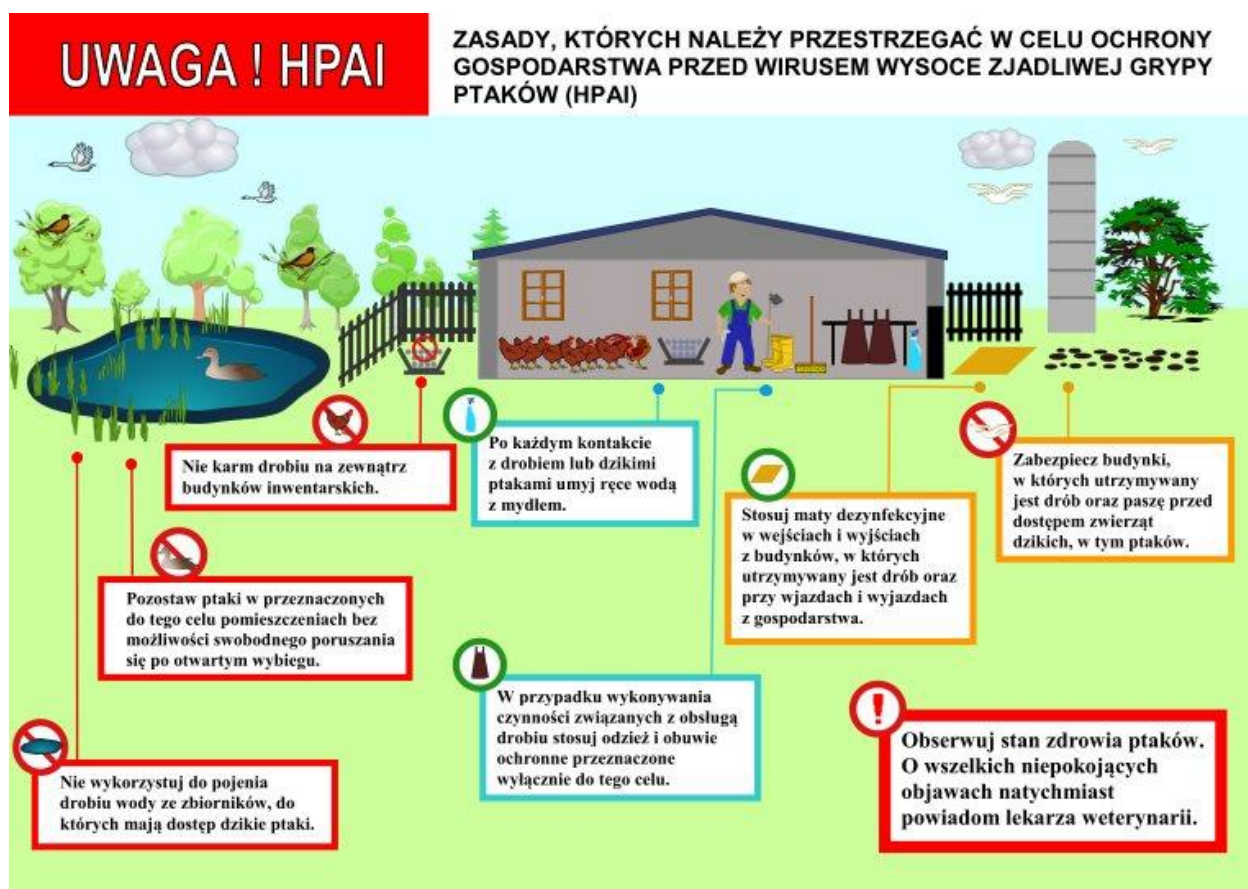 UWAGA ! HPAI
ZASADY, KTÓRYCH NALEŻY PRZESTRZEGAĆ W CELU OCHRONY
GOSPODARSTWA PRZED WIRUSEM WYSOCE ZJADLIWEJ GRYPY
PTAKÓW (HPAI)
Nie karm drobiu na zewnątrz
budynków inwentarskich.
Po każdym kontakcie
z drobiem lub dzikimi
ptakami umyj ręce wodą
z mydłem.
Stosuj maty dezynfekcyjne
w wejściach i wyjściach
z budynków, w których
utrzymywany jest drób oraz
przy wjazdach i wyjazdach
z gospodarstwa.
Zabezpiecz budynki,
w których utrzymywany
jest drób oraz paszę przed
dostępem zwierząt
dzikich, w tym ptaków.
Pozostaw ptaki w przeznaczonych
do tego celu pomieszczeniach bez
możliwości swobodnego poruszania
się po otwartym wybiegu.
W przypadku wykonywania
czynności związanych z obsługą
drobiu stosuj odzież i obuwie
ochronne przeznaczone
wyłącznie do tego celu.
Nie wykorzystuj do pojenia
drobiu wody ze zbiorników, do
których mają dostęp dzikie ptaki.
Obserwuj stan zdrowia ptaków.
O wszelkich niepokojących
objawach natychmiast
powiadom lekarza weterynarii.